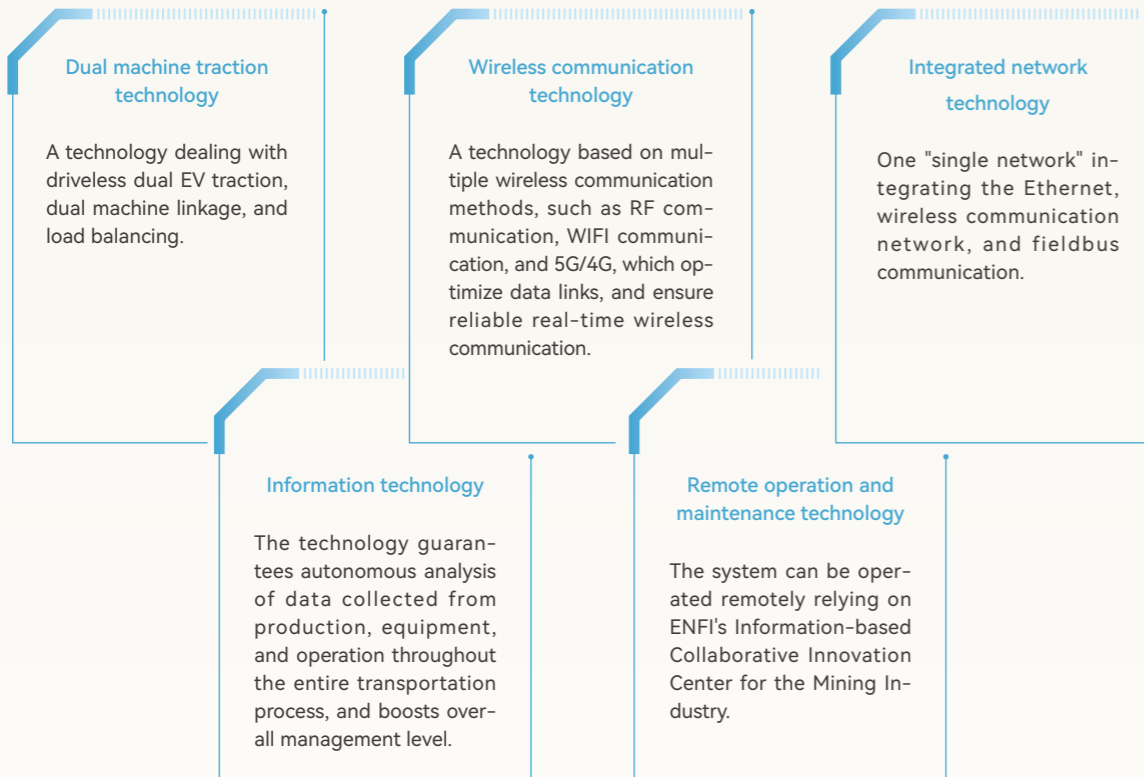 Dual machine traction
technology
A technology dealing with
driveless dual EV traction,
dual machine linkage, and
load balancing.
Wireless communication
technology
A technology based on mul-
tiple wireless communication
methods, such as RF com-
munication, WIFI communi-
cation, and 5G/4G, which op-
timize data links, and ensure
reliable real-time wireless
communication.
Integrated network
technology
One "single network" in-
tegrating the Ethernet,
wireless communication
network, and fieldbus
communication.
Information technology
The technology guaran-
tees autonomous analysis
of data collected from
production, equipment,
and operation throughout
the entire transportation
process, and boosts over-
all management level.
Remote operation and
maintenance technology
The system can be oper-
ated remotely relying on
ENFI's Information-based
Collaborative Innovation
Center for the Mining In-
dustry.